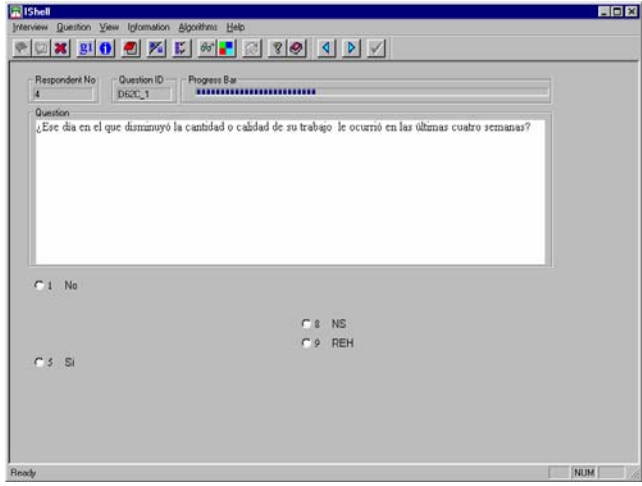 IShell
Interview Question View Information Algorithms Help
Respondent No
Question ID
Progress Bar
4
D62C_1
Question
¿Ese día en el que disminuyó la cantidad o calidad de su trabajo le ocurrió en las últimas cuatro semanas?
1 No
8 NS
9 REH
5 Si
Ready
NUM